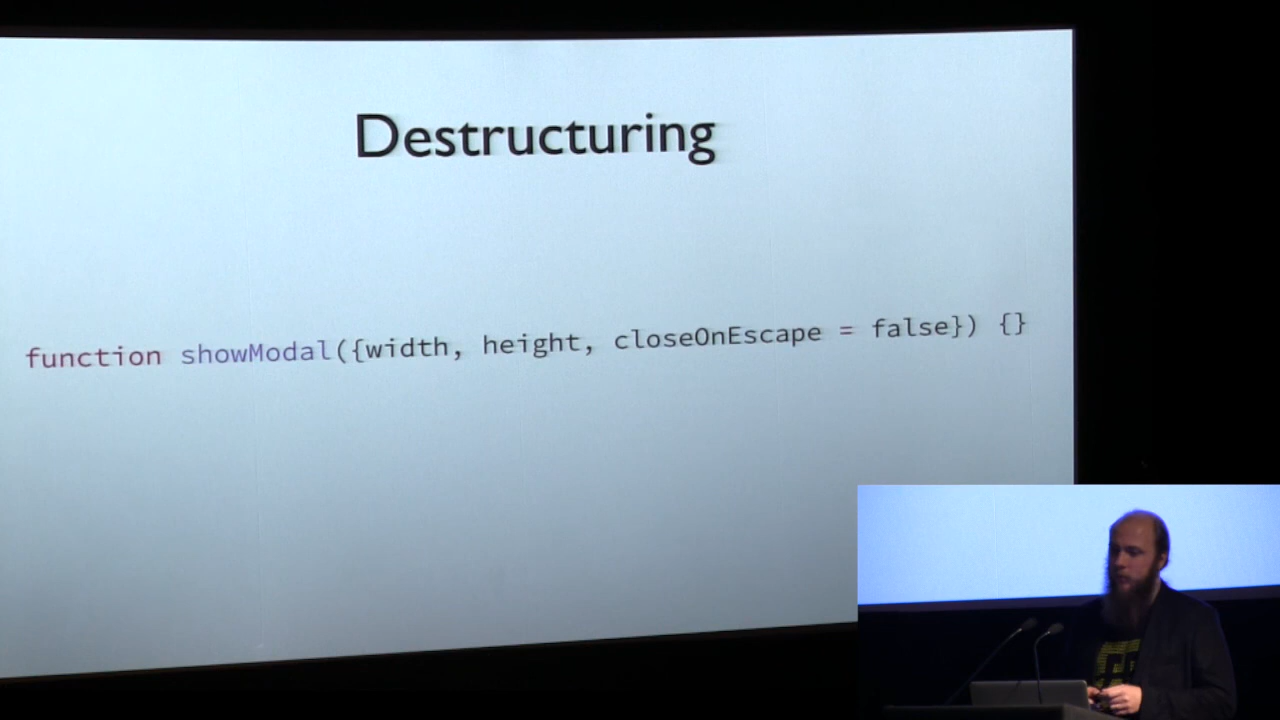 Destructuring
function showModal({width, height, closeOnEscape = false}) {}